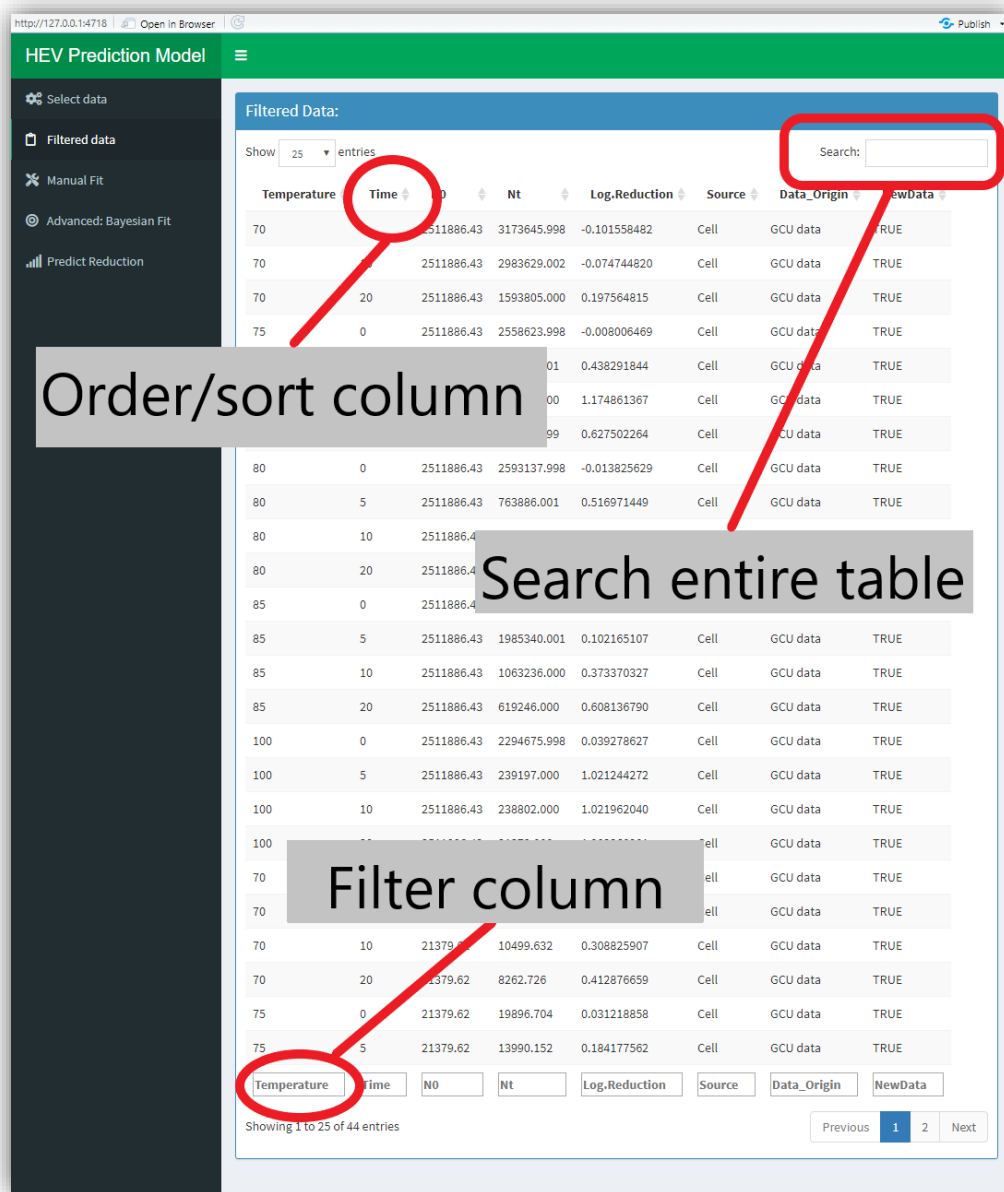 http://127.0.0.1:4718 Open in Browser Publish
HEV Prediction Model
Select data
Filtered data
Manual Fit
Advanced: Bayesian Fit
Predict Reduction
Filtered Data:
Show 25 entries Search:
Temperature Time Nt Log.Reduction Source Data_Origin NewData
70 2511886.43 3173645.998 -0.101558482 Cell GCU data TRUE
70 2511886.43 2983629.002 -0.074744820 Cell GCU data TRUE
70 20 2511886.43 1593805.000 0.197564815 Cell GCU data TRUE
75 0 2511886.43 2558623.998 -0.008006469 Cell GCU data TRUE
Order/sort column
01 0.438291844 Cell GCU data TRUE
00 1.174861367 Cell GCU data TRUE
99 0.627502264 Cell GCU data TRUE
80 0 2511886.43 2593137.998 -0.013825629 Cell GCU data TRUE
80 5 2511886.43 763886.001 0.516971449 Cell GCU data TRUE
80 10
80 20
85 0
Search entire table
85 5 2511886.43 1985340.001 0.102165107 Cell GCU data TRUE
85 10 2511886.43 1063236.000 0.373370327 Cell GCU data TRUE
85 20 2511886.43 619246.000 0.608136790 Cell GCU data TRUE
100 0 2511886.43 2294675.998 0.039278627 Cell GCU data TRUE
100 5 2511886.43 239197.000 1.021244272 Cell GCU data TRUE
100 10 2511886.43 238802.000 1.021962040 Cell GCU data TRUE
100 GCU data TRUE
Filter column
70 GCU data TRUE
70 GCU data TRUE
70 10 10499.632 0.308825907 Cell GCU data TRUE
70 20 21379.62 8262.726 0.412876659 Cell GCU data TRUE
75 0 21379.62 19896.704 0.031218858 Cell GCU data TRUE
75 5 21379.62 13990.152 0.184177562 Cell GCU data TRUE
Temperature Time N0 Nt Log.Reduction Source Data_Origin NewData
Showing 1 to 25 of 44 entries Previous 1 2 Next